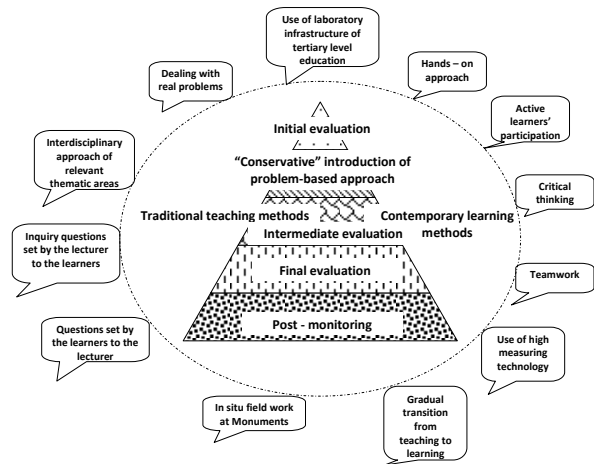 Use of laboratory
infrastructure of
tertiary level
education
Hands – on
approach
Dealing with
real problems
Active
learners'
participation
Initial evaluation
Interdisciplinary
approach of
relevant
thematic areas
"Conservative" introduction of
problem-based approach
Critical
thinking
Traditional teaching methods
Contemporary learning
methods
Intermediate evaluation
Inquiry questions
set by the lecturer
to the learners
Final evaluation
Teamwork
Post - monitoring
Questions set by
the learners to the
lecturer
Use of high
measuring
technology
In situ field work
at Monuments
Gradual
transition
from
teaching to
learning